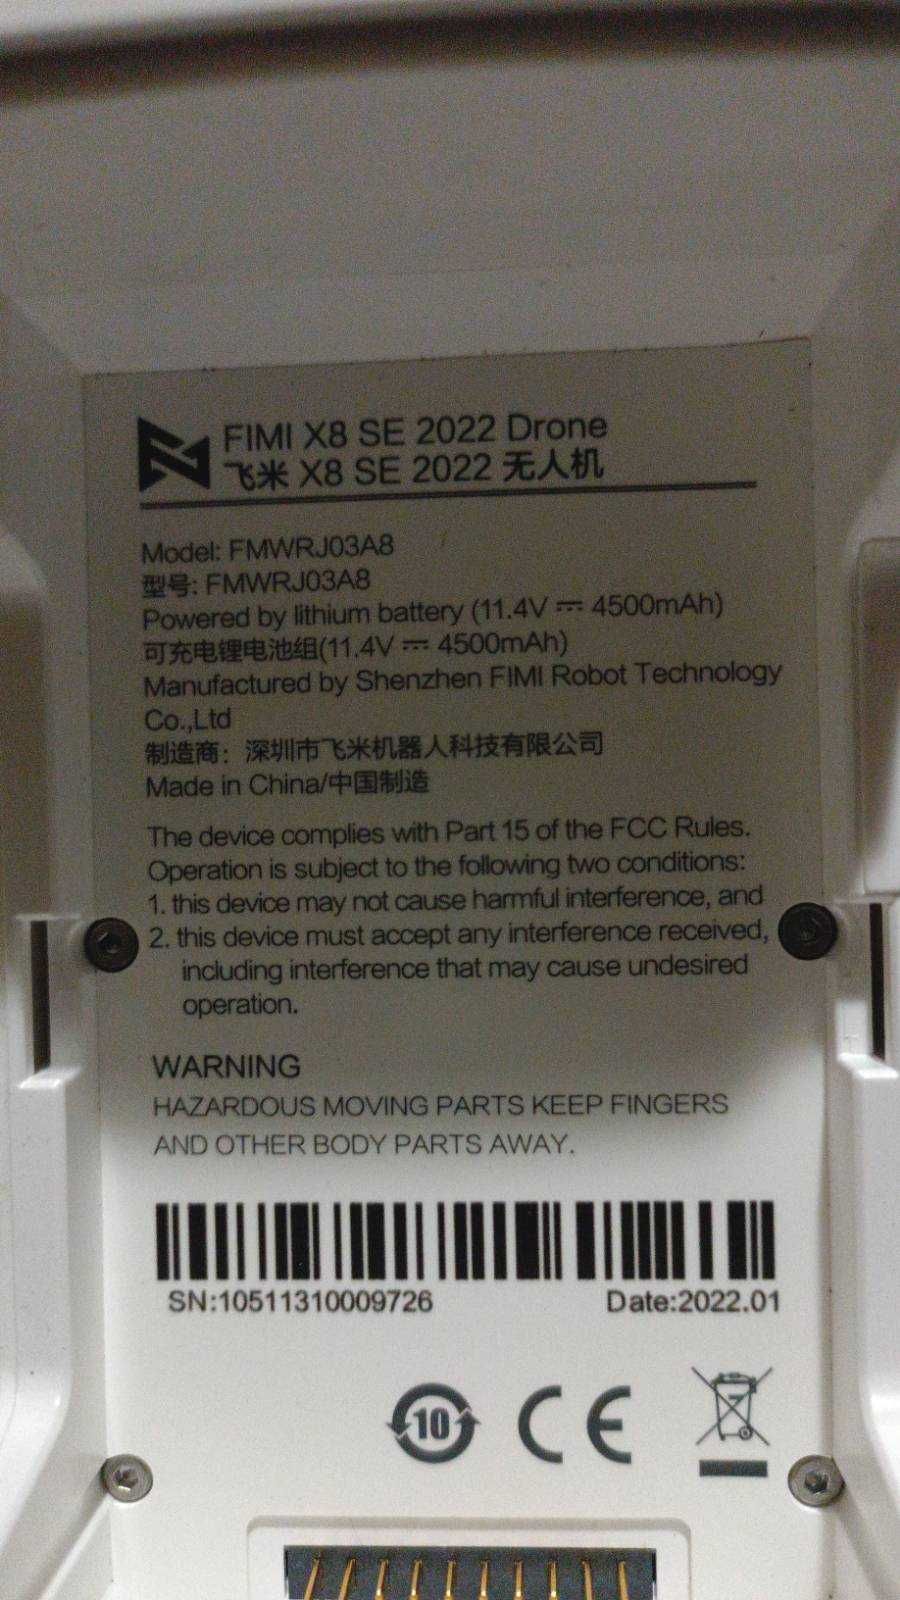 FIMI X8 SE 2022 Drone
飞米 X8 SE 2022 无人机
Model: FMWRJ03A8
型号: FMWRJ03A8
Powered by lithium battery (11.4V ⎓ 4500mAh)
可充电锂电池组(11.4V ⎓ 4500mAh)
Manufactured by Shenzhen FIMI Robot Technology
Co.,Ltd
制造商：深圳市飞米机器人科技有限公司
Made in China/中国制造
The device complies with Part 15 of the FCC Rules.
Operation is subject to the following two conditions:
1. this device may not cause harmful interference, and
2. this device must accept any interference received,
including interference that may cause undesired
operation.
WARNING
HAZARDOUS MOVING PARTS KEEP FINGERS
AND OTHER BODY PARTS AWAY.
SN:10511310009726 Date:2022.01
10 CE